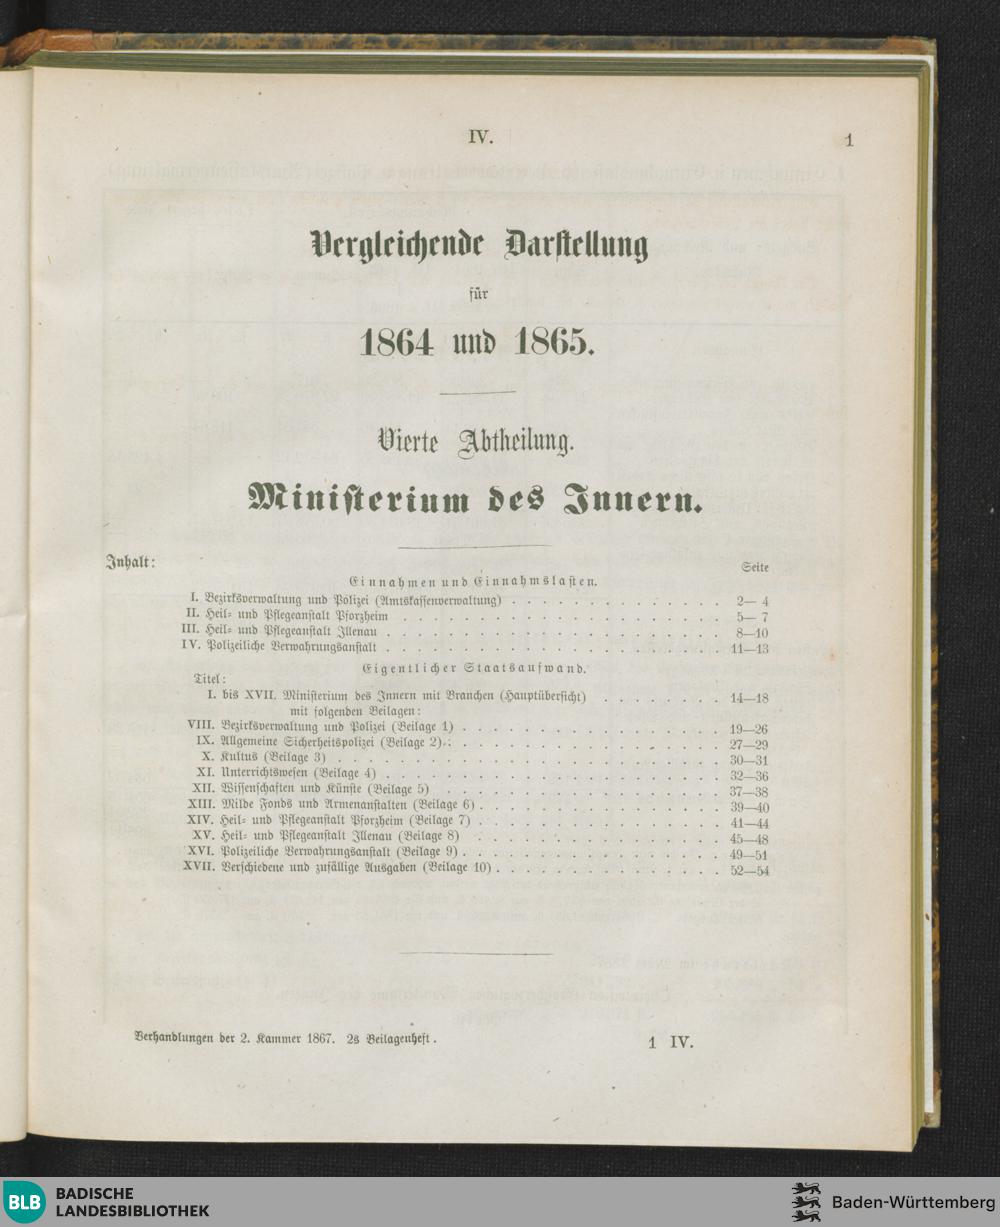 IV.
1
Vergleichende Darstellung
für
1864 und 1865.
Vierte Abtheilung.
Ministerium des Innern.
Inhalt:
Seite
Einnahmen und Einnahmslasten.
I. Bezirksverwaltung und Polizei (Amtskassenverwaltung) . . . . . . . . . . . . . . 2— 4
II. Heil- und Pflegeanstalt Pforzheim . . . . . . . . . . . . . . . . . . . . . 5— 7
III. Heil- und Pflegeanstalt Illenau . . . . . . . . . . . . . . . . . . . . . . 8—10
IV. Polizeiliche Verwahrungsanstalt . . . . . . . . . . . . . . . . . . . . . . 11—13
Eigentlicher Staatsaufwand.
Titel:
I. bis XVII. Ministerium des Innern mit Branchen (Hauptübersicht) . . . . . . . . 14—18
mit folgenden Beilagen:
VIII. Bezirksverwaltung und Polizei (Beilage 1) . . . . . . . . . . . . . . . . . 19—26
IX. Allgemeine Sicherheitspolizei (Beilage 2) . . . . . . . . . . . . . . . . . 27—29
X. Kultus (Beilage 3) . . . . . . . . . . . . . . . . . . . . . . . . . 30—31
XI. Unterrichtswesen (Beilage 4) . . . . . . . . . . . . . . . . . . . . . . 32—36
XII. Wissenschaften und Künste (Beilage 5) . . . . . . . . . . . . . . . . . . 37—38
XIII. Milde Fonds und Armenanstalten (Beilage 6) . . . . . . . . . . . . . . . . 39—40
XIV. Heil- und Pflegeanstalt Pforzheim (Beilage 7) . . . . . . . . . . . . . . . . 41—44
XV. Heil- und Pflegeanstalt Illenau (Beilage 8) . . . . . . . . . . . . . . . . 45—48
XVI. Polizeiliche Verwahrungsanstalt (Beilage 9) . . . . . . . . . . . . . . . . . 49—51
XVII. Verschiedene und zufällige Ausgaben (Beilage 10) . . . . . . . . . . . . . . . 52—54
Verhandlungen der 2. Kammer 1867. 2s Beilagenheft.
1 IV.
BLB
BADISCHE
LANDESBIBLIOTHEK
Baden-Württemberg